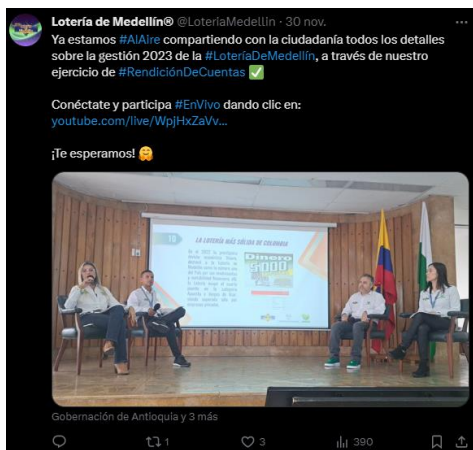 Lotería de Medellín® @LoteriaMedellin · 30 nov.
Ya estamos #AlAire compartiendo con la ciudadanía todos los detalles
sobre la gestión 2023 de la #LoteríaDeMedellín, a través de nuestro
ejercicio de #RendiciónDeCuentas ✅
Conéctate y participa #EnVivo dando clic en:
youtube.com/live/WpjHxZaVv…
¡Te esperamos! 🤗
10
LA LOTERÍA MÁS SÓLIDA DE COLOMBIA
Dinero
5000
Gobernación de Antioquia y 3 más
1
3
390